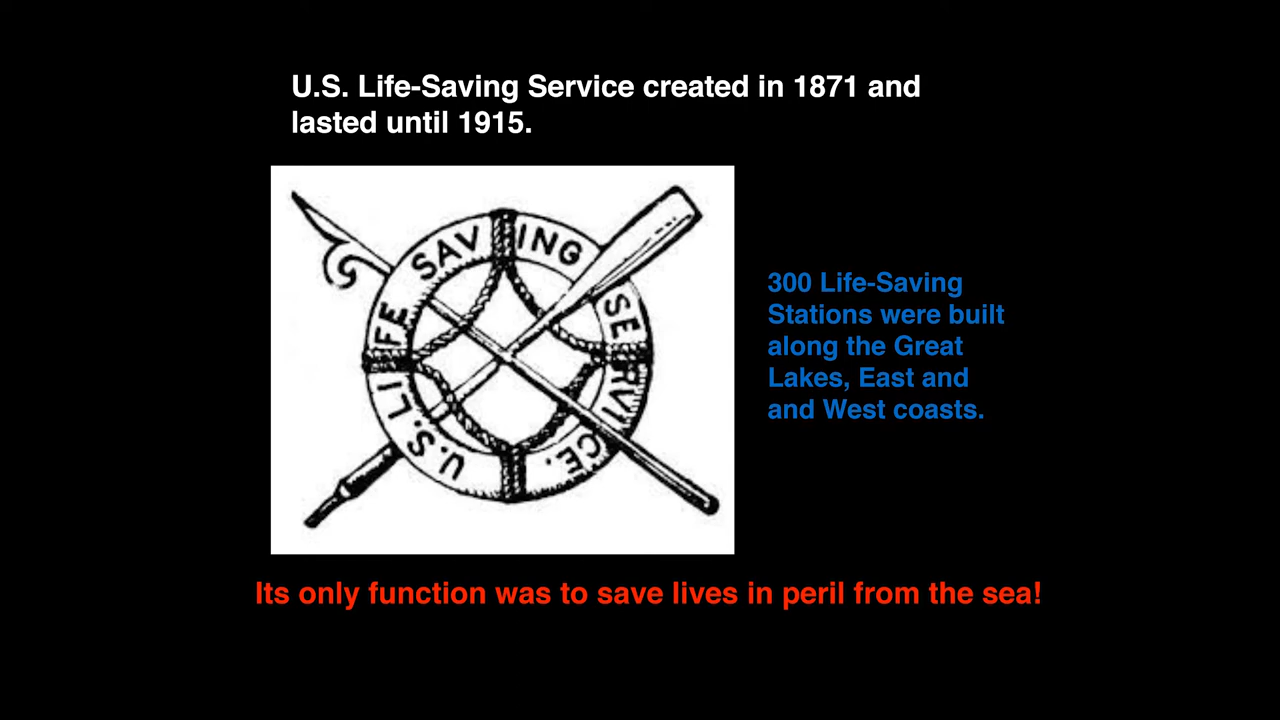 U.S. Life-Saving Service created in 1871 and
lasted until 1915.
U.S. LIFE SAVING SERVICE.
300 Life-Saving
Stations were built
along the Great
Lakes, East and
and West coasts.
Its only function was to save lives in peril from the sea!